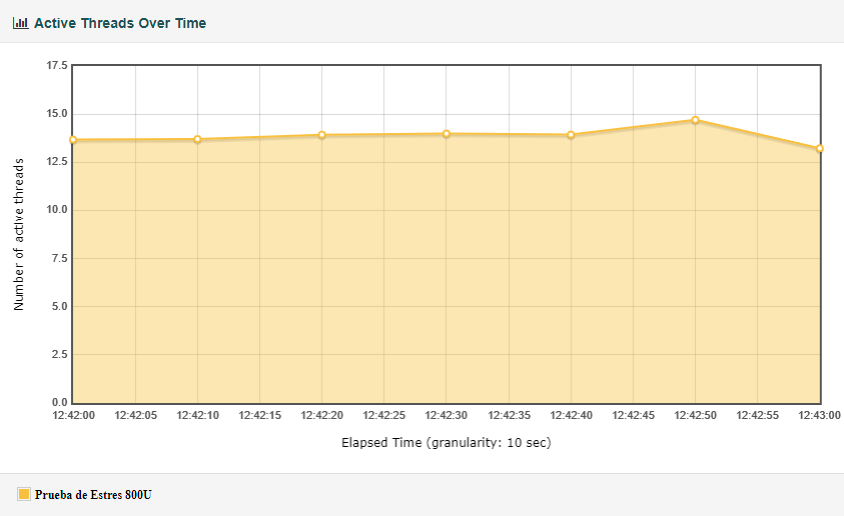 Active Threads Over Time
17.5
15.0
12.5
10.0
7.5
5.0
2.5
0.0
Number of active threads
12:42:00 12:42:05 12:42:10 12:42:15 12:42:20 12:42:25 12:42:30 12:42:35 12:42:40 12:42:45 12:42:50 12:42:55 12:43:00
Elapsed Time (granularity: 10 sec)
Prueba de Estres 800U